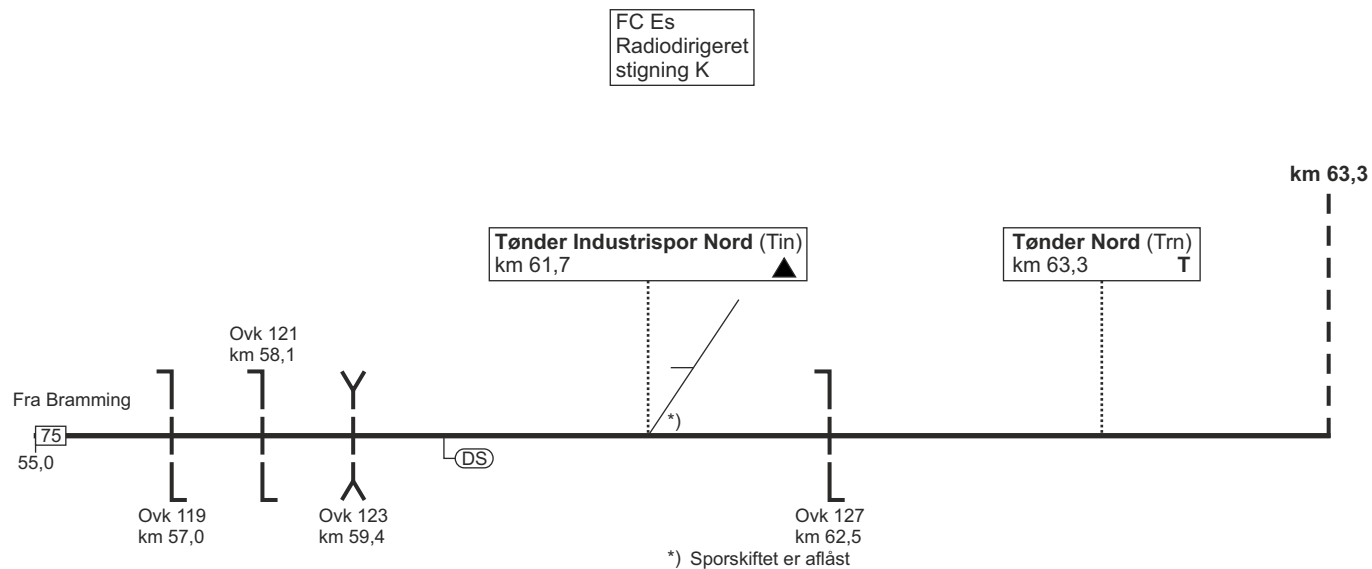 FC Es
Radiodirigeret
stigning K
km 63,3
Tønder Industrispor Nord (Tin)
km 61,7
Tønder Nord (Trn)
km 63,3 T
Ovk 121
km 58,1
Fra Bramming
*)
75
55,0
DS
Ovk 119
km 57,0
Ovk 123
km 59,4
Ovk 127
km 62,5
*) Sporskiftet er aflåst